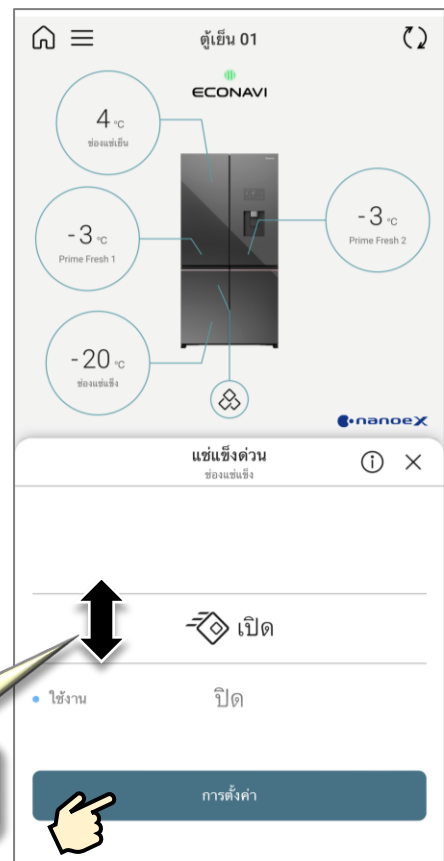 ตู้เย็น 01
ECONAVI
4 °C
ช่องแช่เย็น
-3 °C
Prime Fresh 1
-3 °C
Prime Fresh 2
-20 °C
ช่องแช่แข็ง
nanoeX
แช่แข็งด่วน
ช่องแช่แข็ง
เปิด
ใช้งาน ปิด
การตั้งค่า